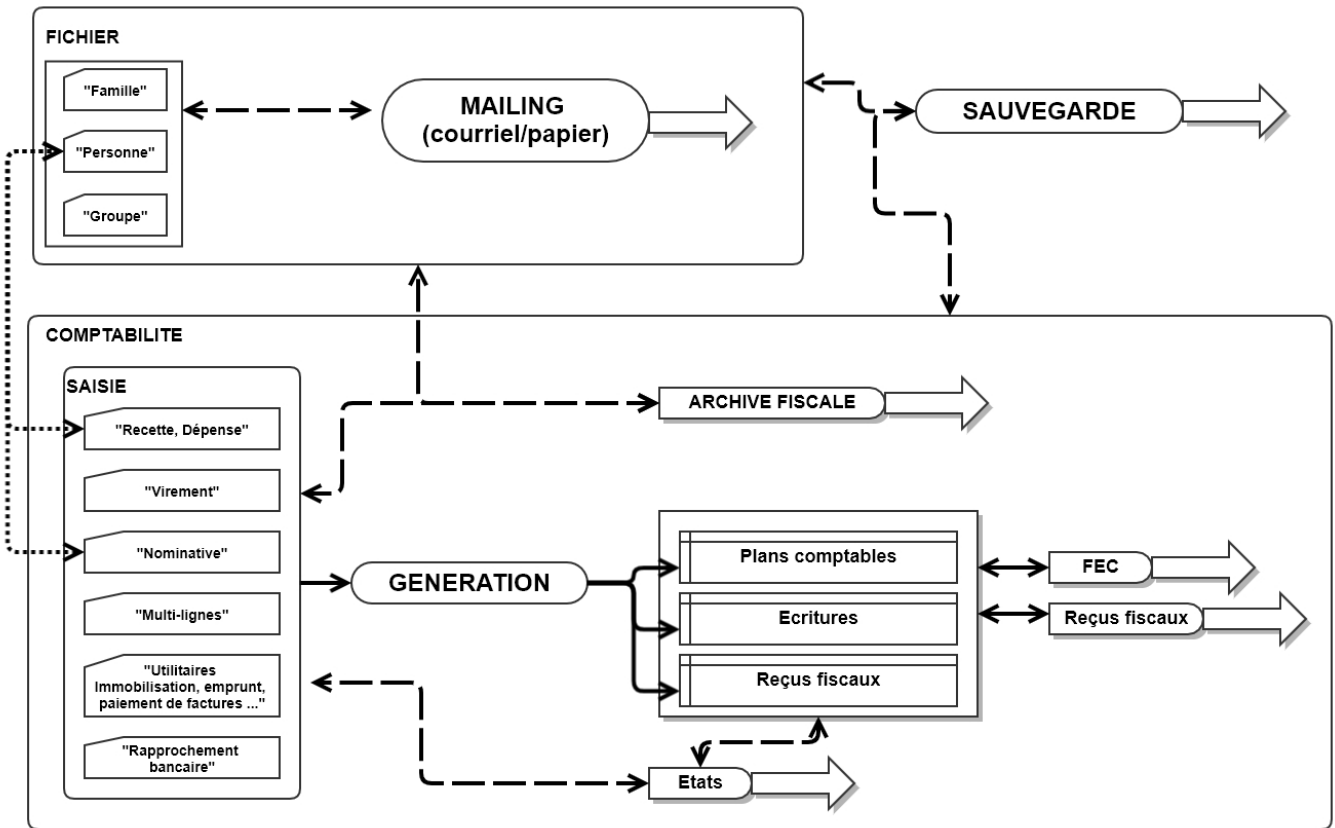 FICHIER
"Famille"
"Personne"
"Groupe"
MAILING
(courriel/papier)
SAUVEGARDE
COMPTABILITE
SAISIE
"Recette, Dépense"
"Virement"
"Nominative"
"Multi-lignes"
"Utilitaires
Immobilisation, emprunt,
paiement de factures ..."
"Rapprochement
bancaire"
ARCHIVE FISCALE
GENERATION
Plans comptables
Ecritures
Reçus fiscaux
FEC
Reçus fiscaux
Etats